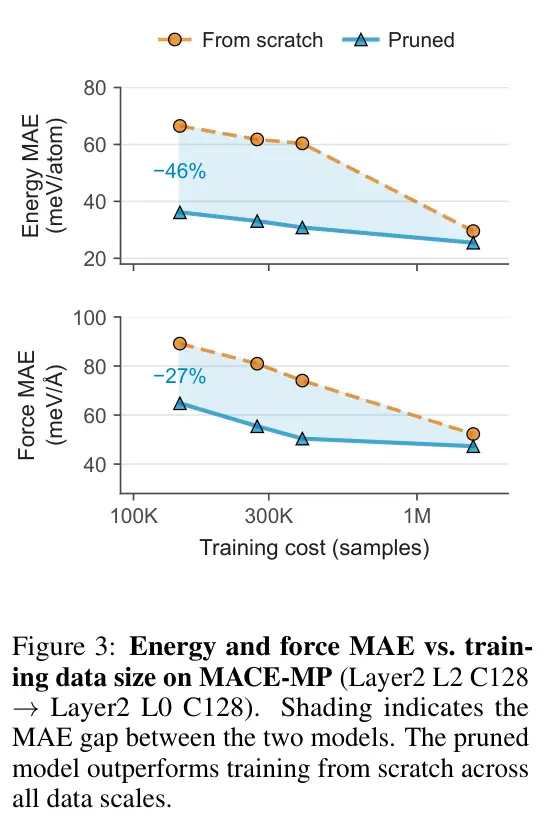 From scratch Pruned
80
60
40
20
Energy MAE
(meV/atom)
−46%
100
80
60
40
Force MAE
(meV/Å)
−27%
100K 300K 1M
Training cost (samples)
Figure 3: Energy and force MAE vs. train-
ing data size on MACE-MP (Layer2 L2 C128
→ Layer2 L0 C128). Shading indicates the
MAE gap between the two models. The pruned
model outperforms training from scratch across
all data scales.